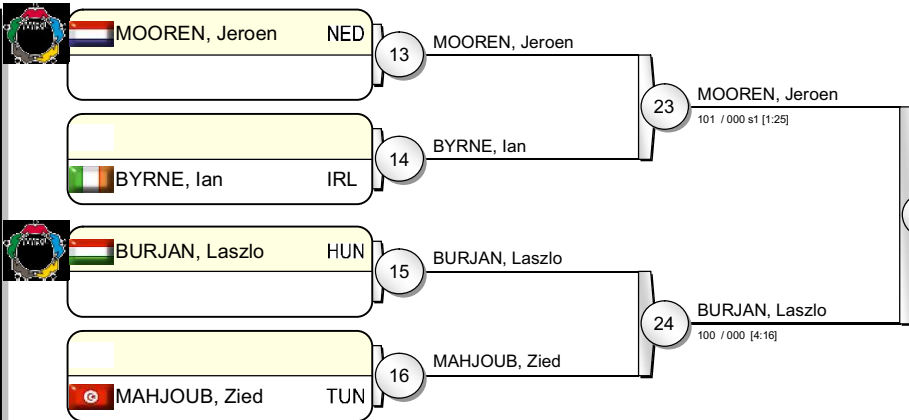 MOOREN, Jeroen NED
13
MOOREN, Jeroen
23
MOOREN, Jeroen
101 / 000 s1 [1:25]
14
BYRNE, Ian
BYRNE, Ian IRL
BURJAN, Laszlo HUN
15
BURJAN, Laszlo
24
BURJAN, Laszlo
100 / 000 [4:16]
16
MAHJOUB, Zied
MAHJOUB, Zied TUN